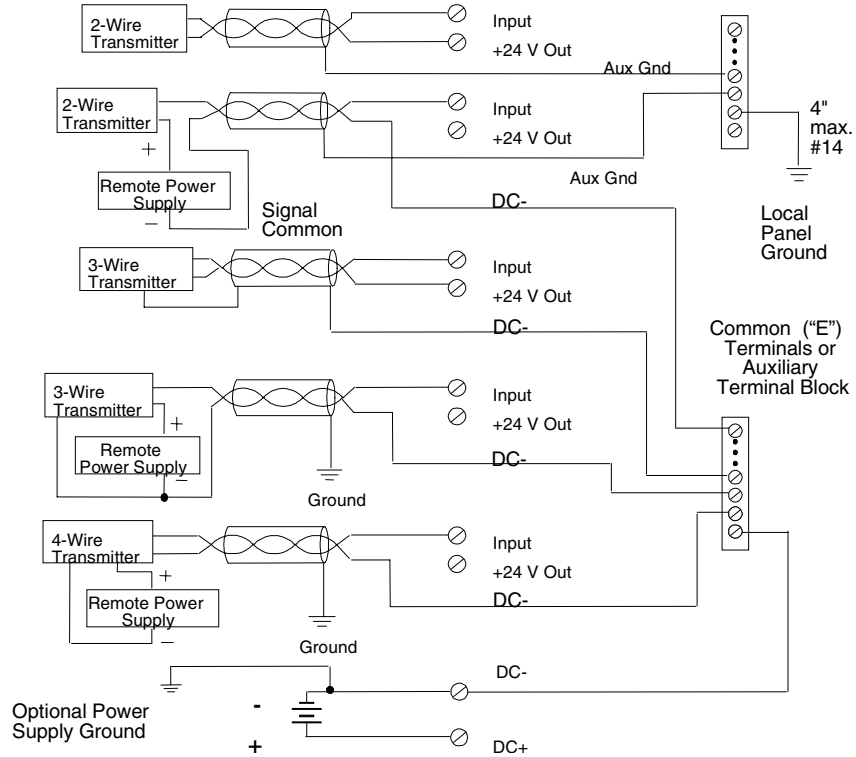 2-Wire
Transmitter
Input
+24 V Out
Aux Gnd
2-Wire
Transmitter
+
Remote Power
Supply
–
Input
+24 V Out
Aux Gnd
DC-
4"
max.
#14
Local
Panel
Ground
Signal
Common
3-Wire
Transmitter
Input
+24 V Out
DC-
Common ("E")
Terminals or
Auxiliary
Terminal Block
3-Wire
Transmitter
+
Remote
Power Supply
–
Ground
Input
+24 V Out
DC-
4-Wire
Transmitter
+
Remote Power
Supply
–
Ground
Input
+24 V Out
DC-
Optional Power
Supply Ground
-
+
DC-
DC+